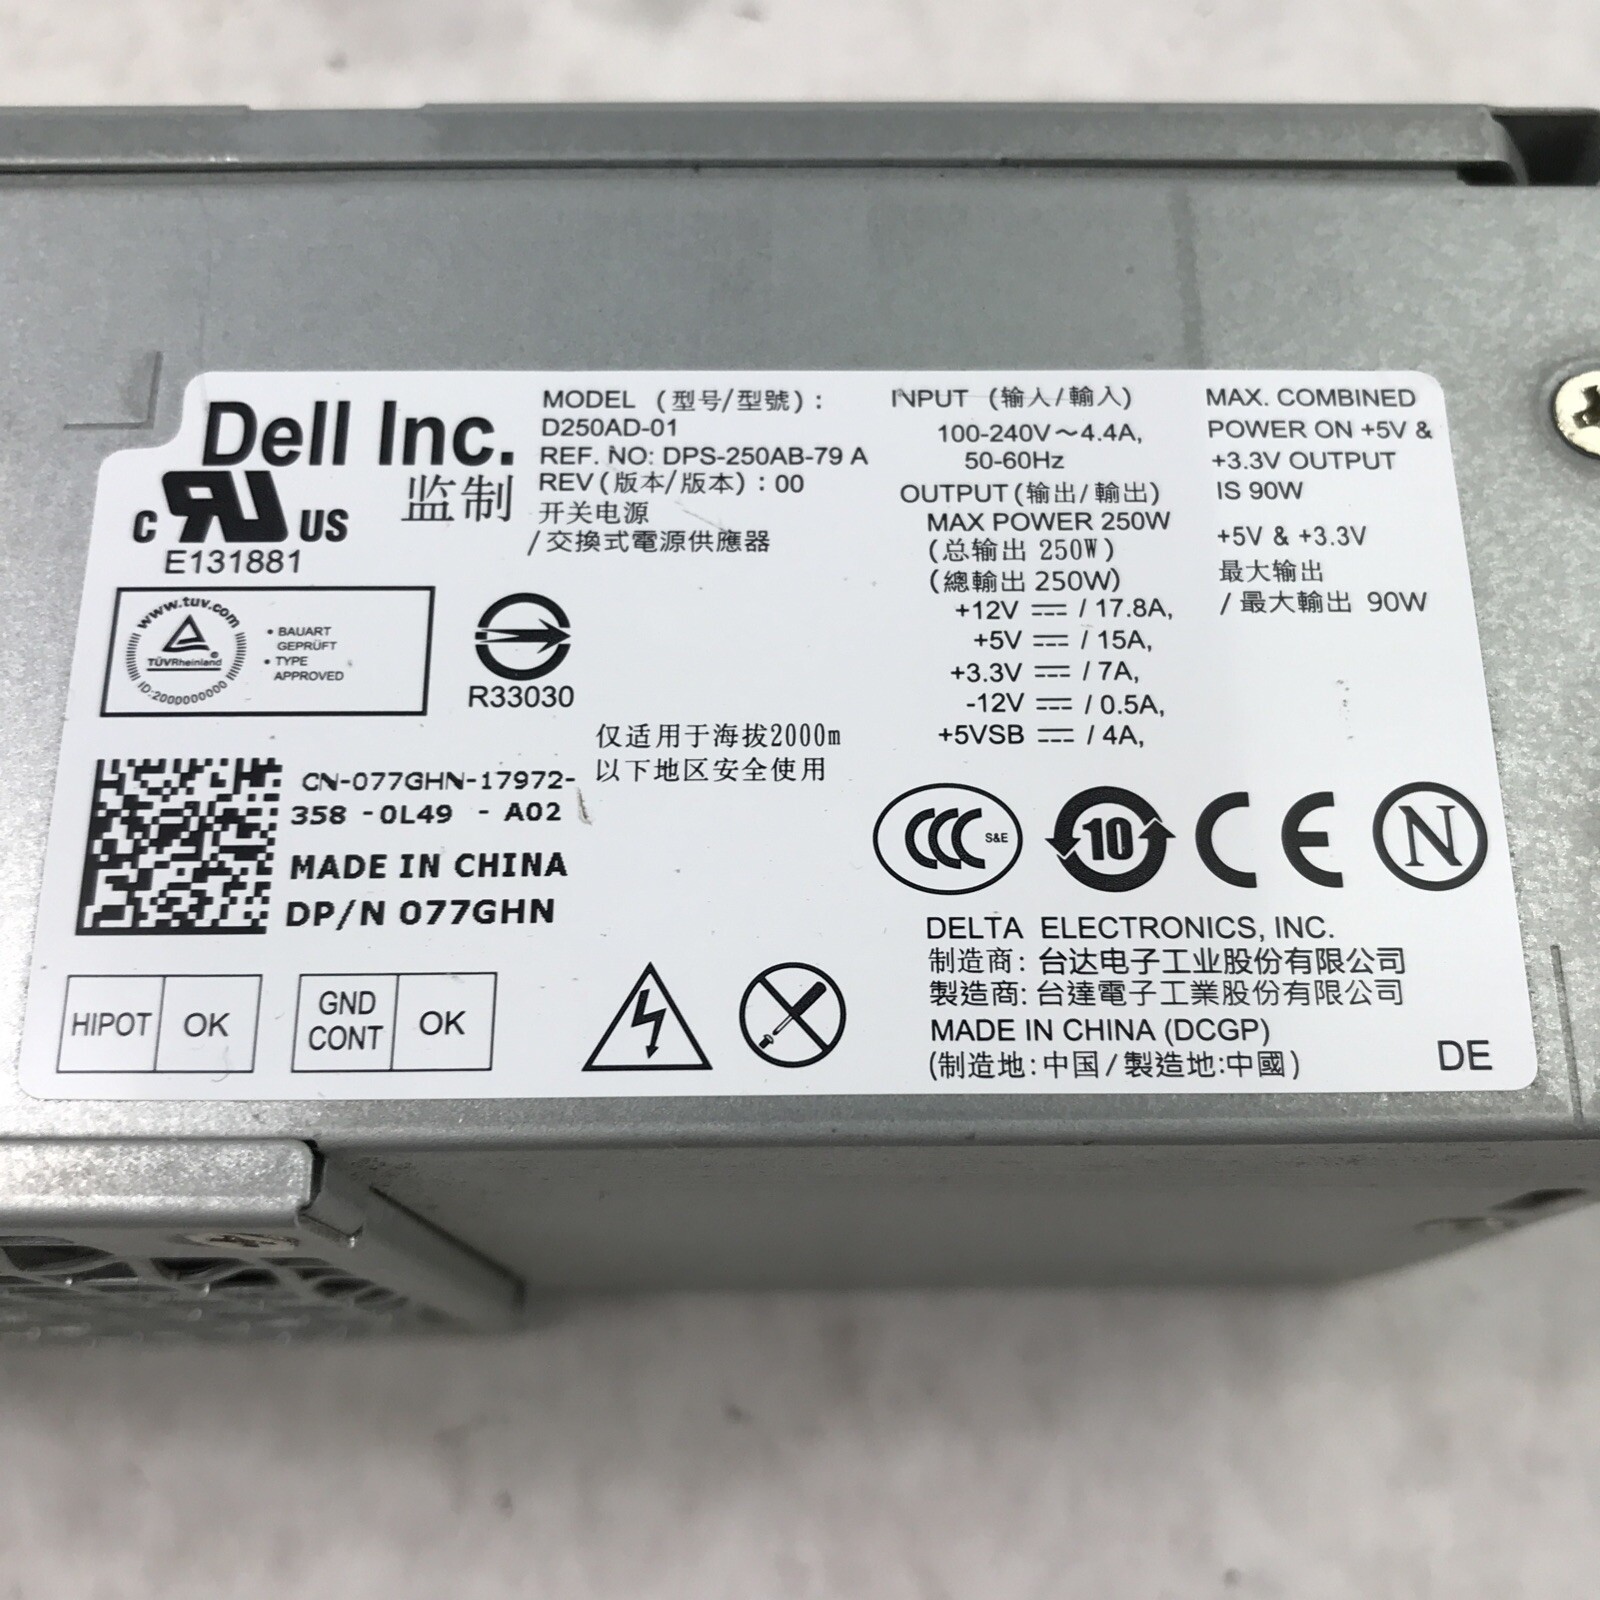 Dell Inc.
监制
C RU US
E131881
MODEL (型号/型號) :
D250AD-01
REF. NO: DPS-250AB-79 A
REV (版本/版本) : 00
开关电源
/交換式電源供應器
INPUT (输入/輸入)
100-240V～4.4A,
50-60Hz
OUTPUT (输出/輸出)
MAX POWER 250W
(总输出 250W)
(總輸出 250W)
+12V ⎓ / 17.8A,
+5V ⎓ / 15A,
+3.3V ⎓ / 7A,
-12V ⎓ / 0.5A,
+5VSB ⎓ / 4A,
MAX. COMBINED
POWER ON +5V &
+3.3V OUTPUT
IS 90W
+5V & +3.3V
最大输出
/ 最大輸出 90W
www.tuv.com
TÜVRheinland®
ID:2000000000
• BAUART
GEPRÜFT
• TYPE
APPROVED
R33030
仅适用于海拔2000m
以下地区安全使用
CN-077GHN-17972-
358 -0L49 - A02
MADE IN CHINA
DP/N 077GHN
HIPOT OK
GND
CONT OK
CCC S&E
10
CE
N
DELTA ELECTRONICS, INC.
制造商: 台达电子工业股份有限公司
製造商: 台達電子工業股份有限公司
MADE IN CHINA (DCGP)
(制造地:中国/製造地:中國)
DE